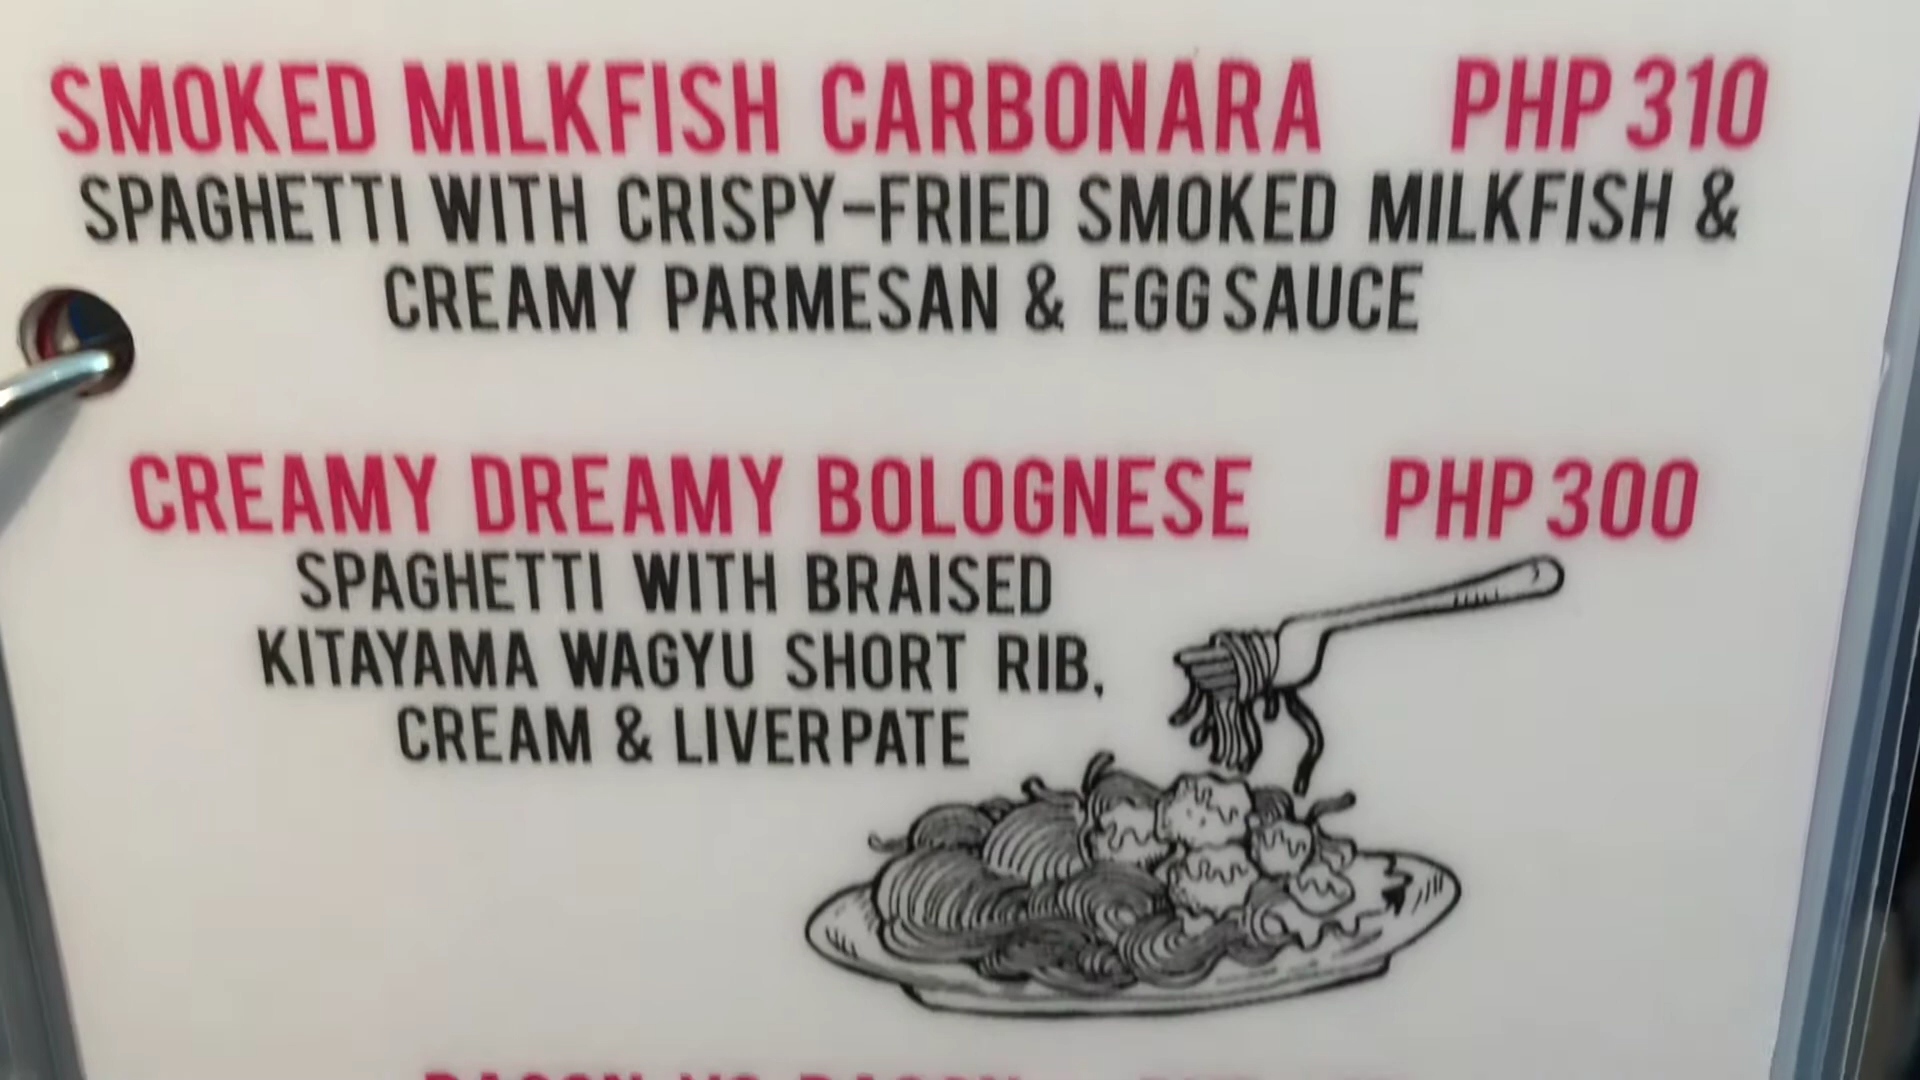 SMOKED MILKFISH CARBONARA PHP 310
SPAGHETTI WITH CRISPY-FRIED SMOKED MILKFISH &
CREAMY PARMESAN & EGG SAUCE
CREAMY DREAMY BOLOGNESE PHP 300
SPAGHETTI WITH BRAISED
KITAYAMA WAGYU SHORT RIB,
CREAM & LIVER PATE